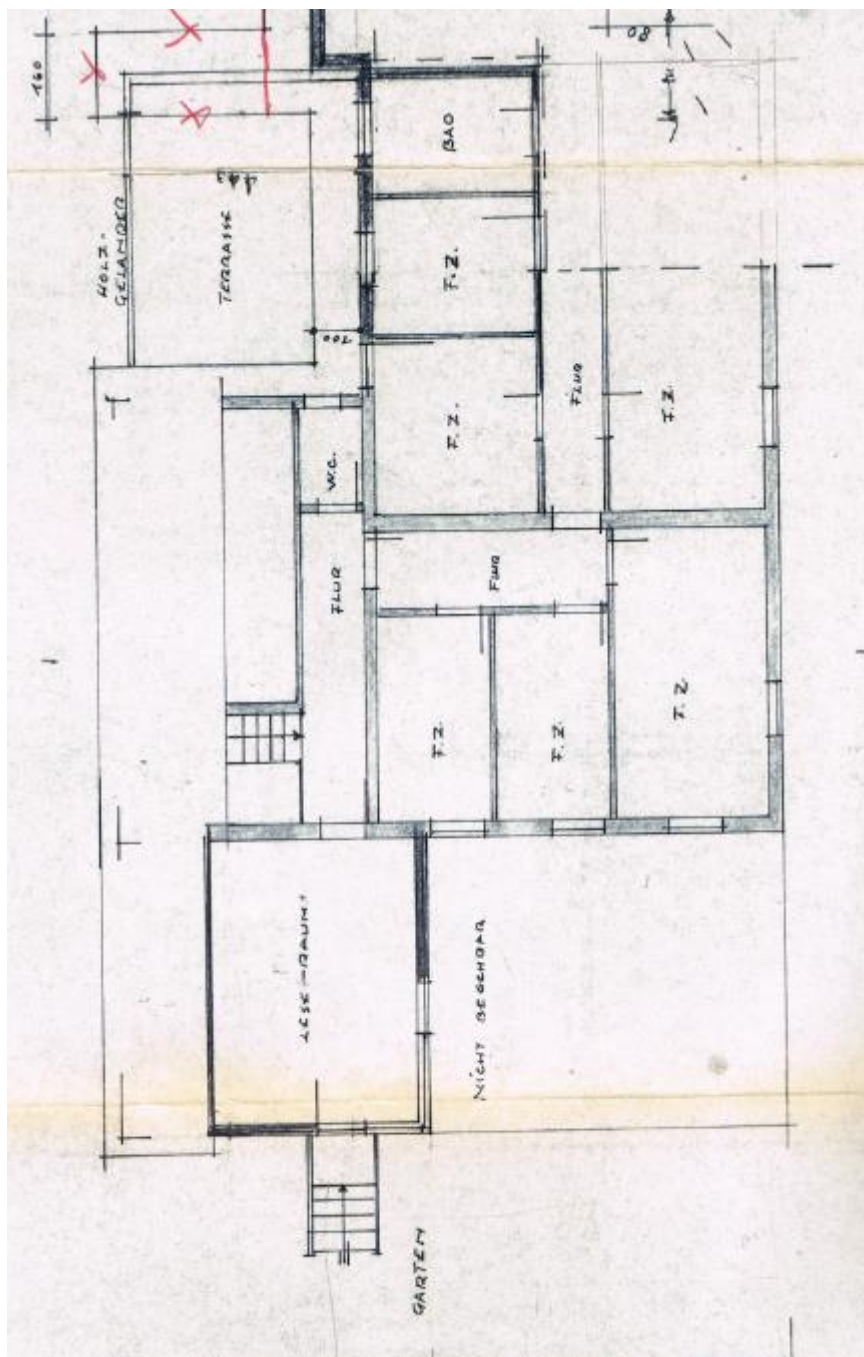 160
80
BAD
HOLZ-
GELÄNDER
TERRASSE
F.Z.
100
F.Z.
FLUR
F.Z.
W.C.
FLUR
FLUR
F.Z.
F.Z.
F.Z.
LESE-RAUM
NICHT BEGEHBAR
GARTEN